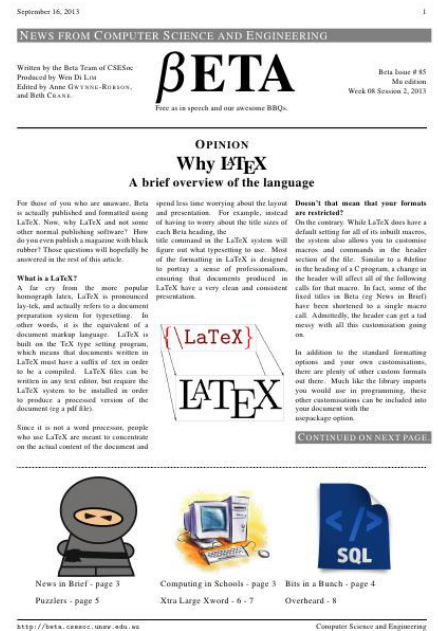 September 16, 2013 1
NEWS FROM COMPUTER SCIENCE AND ENGINEERING
Written by the Beta Team of CSESoc
Produced by Wen Di LIM
Edited by Anne GWYNNE-ROBSON,
and Beth CRANE.
βETA
Free as in speech and our awesome BBQs.
Beta Issue # 85
Mu edition
Week 08 Session 2, 2013
OPINION
Why LATEX
A brief overview of the language
For those of you who are unaware, Beta
is actually published and formatted using
LaTeX. Now, why LaTeX and not some
other normal publishing software? How
do you even publish a magazine with black
rubber? Those questions will hopefully be
answered in the rest of this article.
What is a LaTeX?
A far cry from the more popular
homograph latex, LaTeX is pronounced
lay-tek, and actually refers to a document
preparation system for typesetting. In
other words, it is the equivalent of a
document markup language. LaTeX is
built on the TeX type setting program,
which means that documents written in
LaTeX must have a suffix of .tex in order
to be a compiled. LaTeX files can be
written in any text editor, but require the
LaTeX system to be installed in order
to produce a processed version of the
document (eg a pdf file).
Since it is not a word processor, people
who use LaTeX are meant to concentrate
on the actual content of the document and
spend less time worrying about the layout
and presentation. For example, instead
of having to worry about the title sizes of
each Beta heading, the
title command in the LaTeX system will
figure out what typesetting to use. Most
of the formatting in LaTeX is designed
to portray a sense of professionalism,
ensuring that documents produced in
LaTeX have a very clean and consistent
presentation.
{\LaTeX}
LATEX
Doesn't that mean that your formats
are restricted?
On the contrary. While LaTeX does have a
default setting for all of its inbuilt macros,
the system also allows you to customise
macros and commands in the header
section of the file. Similar to a #define
in the heading of a C program, a change in
the header will affect all of the following
calls for that macro. In fact, some of the
fixed titles in Beta (eg News in Brief)
have been shortened to a single macro
call. Admittedly, the header can get a tad
messy with all this customisation going
on.
In addition to the standard formatting
options and your own customisations,
there are plenty of other custom formats
out there. Much like the library imports
you would use in programming, these
other customisations can be included into
your document with the
usepackage option.
CONTINUED ON NEXT PAGE.
</>
SQL
News in Brief - page 3
Computing in Schools - page 3
Bits in a Bunch - page 4
Puzzlers - page 5
Xtra Large Xword - 6 - 7
Overheard - 8
http://beta.csesoc.unsw.edu.au
Computer Science and Engineering